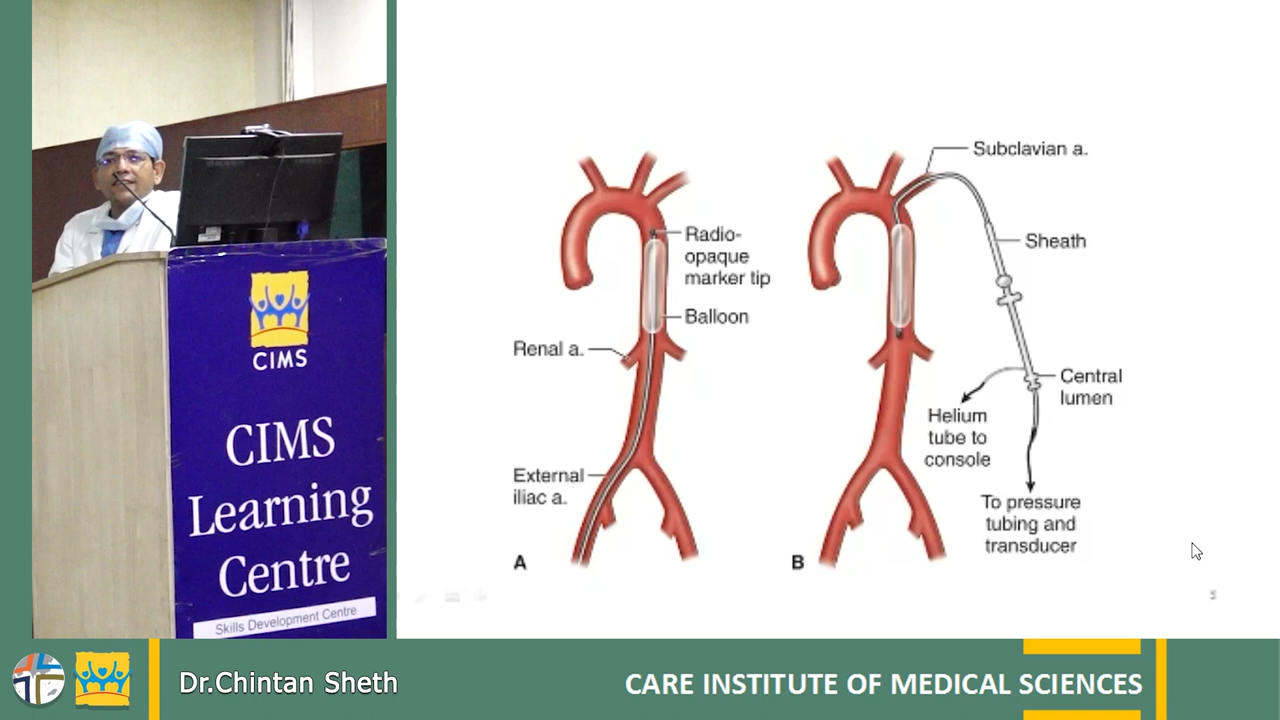 CIMS
CIMS
Learning
Centre
Skills Development Centre
Subclavian a.
Radio-
opaque
marker tip
Sheath
Balloon
Renal a.
Central
lumen
Helium
tube to
console
External
iliac a.
To pressure
tubing and
transducer
A
B
5
Dr.Chintan Sheth
CARE INSTITUTE OF MEDICAL SCIENCES